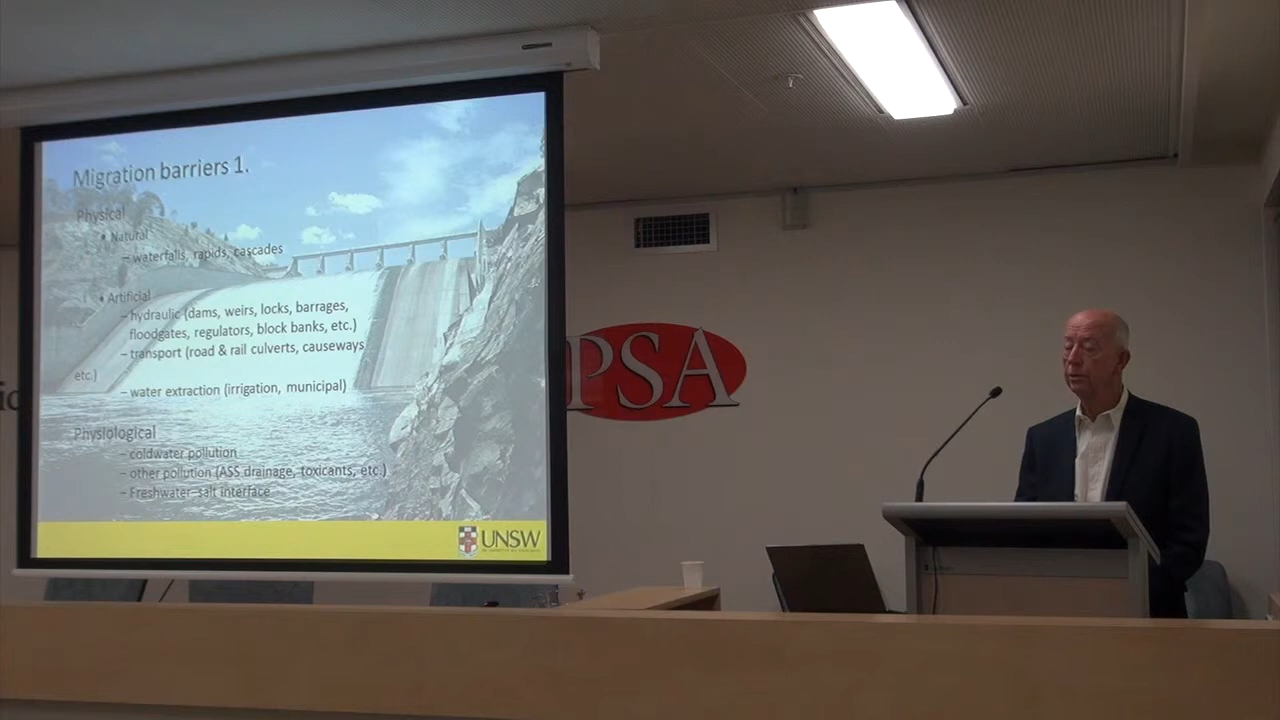 Migration barriers 1.
Physical
• Natural
– waterfalls, rapids, cascades
• Artificial
– hydraulic (dams, weirs, locks, barrages,
floodgates, regulators, block banks, etc.)
– transport (road & rail culverts, causeways
etc.)
– water extraction (irrigation, municipal)
Physiological
– coldwater pollution
– other pollution (ASS drainage, toxicants, etc.)
– Freshwater–salt interface
UNSW
PSA